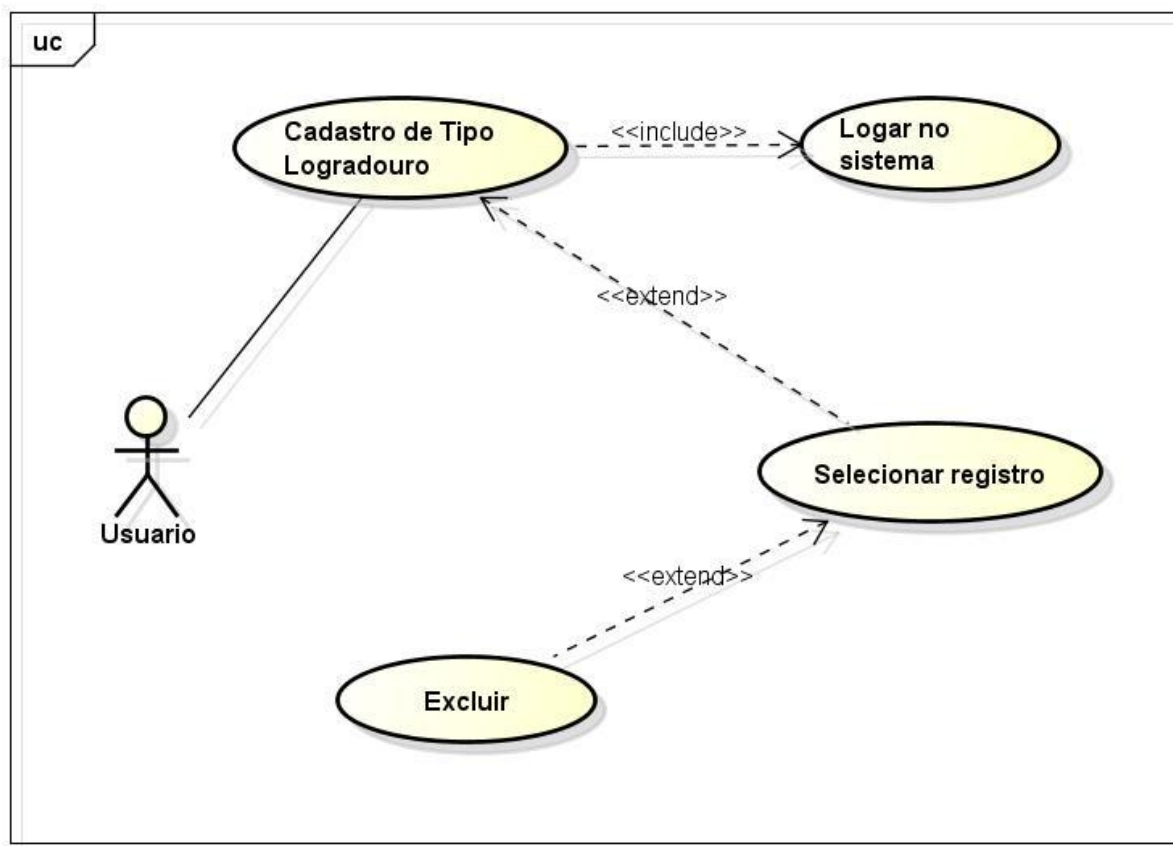 uc
Cadastro de Tipo
Logradouro
<<include>>
Logar no
sistema
<<extend>>
Selecionar registro
Usuario
<<extend>>
Excluir